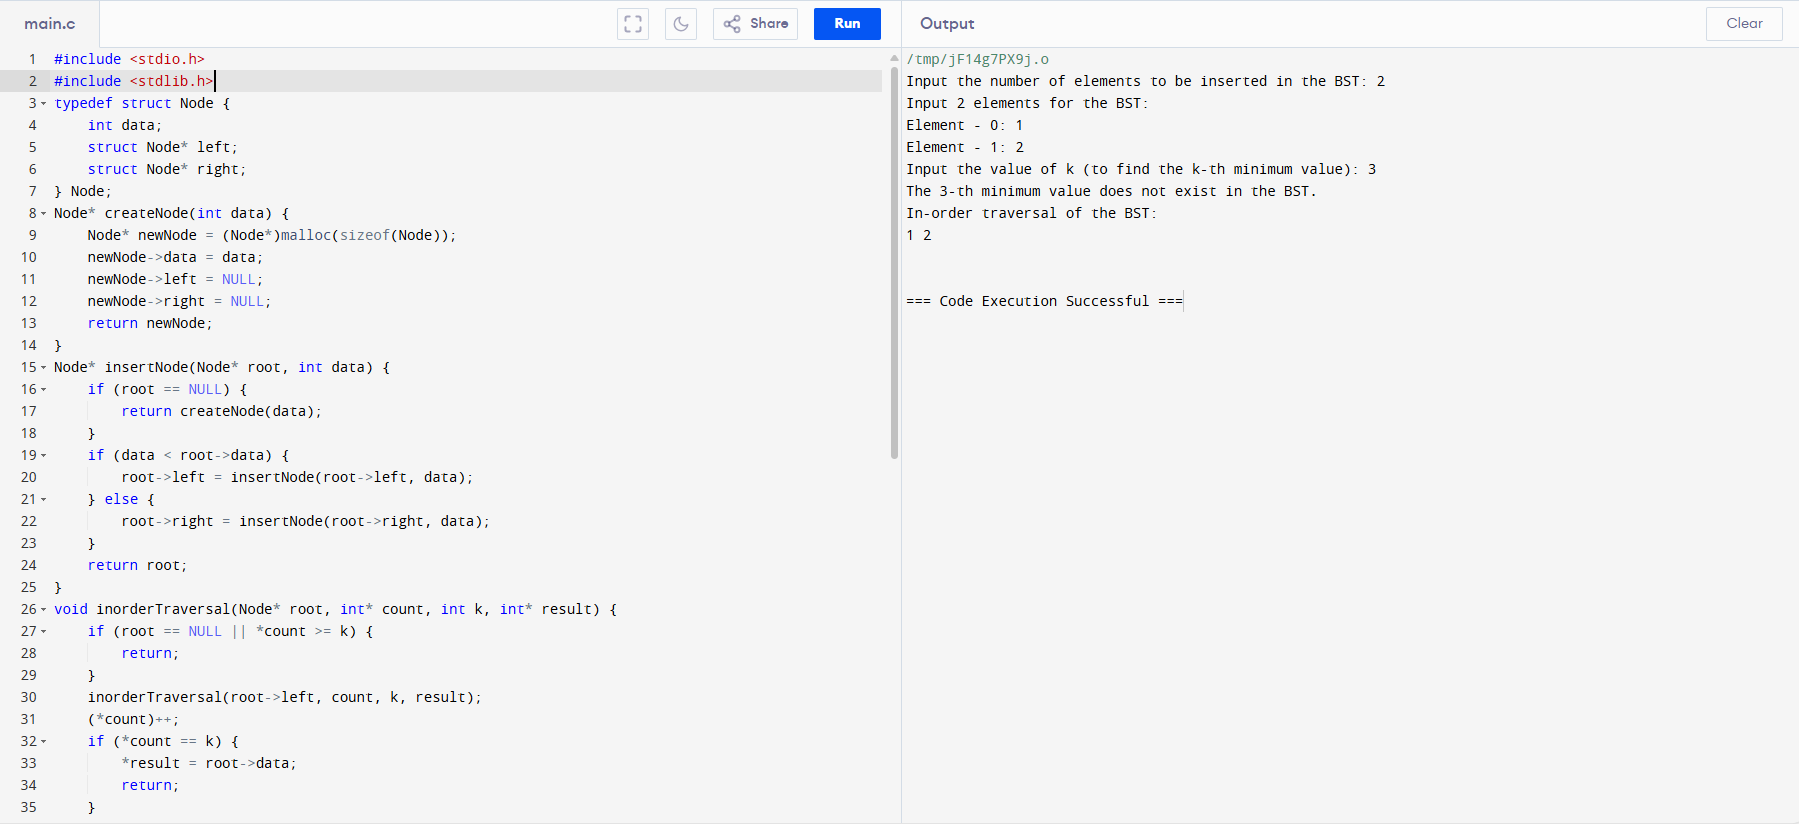 main.c
Share
Run
Output
Clear
1 #include <stdio.h>
2 #include <stdlib.h>
3 typedef struct Node {
4     int data;
5     struct Node* left;
6     struct Node* right;
7 } Node;
8 Node* createNode(int data) {
9     Node* newNode = (Node*)malloc(sizeof(Node));
10     newNode->data = data;
11     newNode->left = NULL;
12     newNode->right = NULL;
13     return newNode;
14 }
15 Node* insertNode(Node* root, int data) {
16     if (root == NULL) {
17         return createNode(data);
18     }
19     if (data < root->data) {
20         root->left = insertNode(root->left, data);
21     } else {
22         root->right = insertNode(root->right, data);
23     }
24     return root;
25 }
26 void inorderTraversal(Node* root, int* count, int k, int* result) {
27     if (root == NULL || *count >= k) {
28         return;
29     }
30     inorderTraversal(root->left, count, k, result);
31     (*count)++;
32     if (*count == k) {
33         *result = root->data;
34         return;
35     }
/tmp/jF14g7PX9j.o
Input the number of elements to be inserted in the BST: 2
Input 2 elements for the BST:
Element - 0: 1
Element - 1: 2
Input the value of k (to find the k-th minimum value): 3
The 3-th minimum value does not exist in the BST.
In-order traversal of the BST:
1 2
=== Code Execution Successful ===